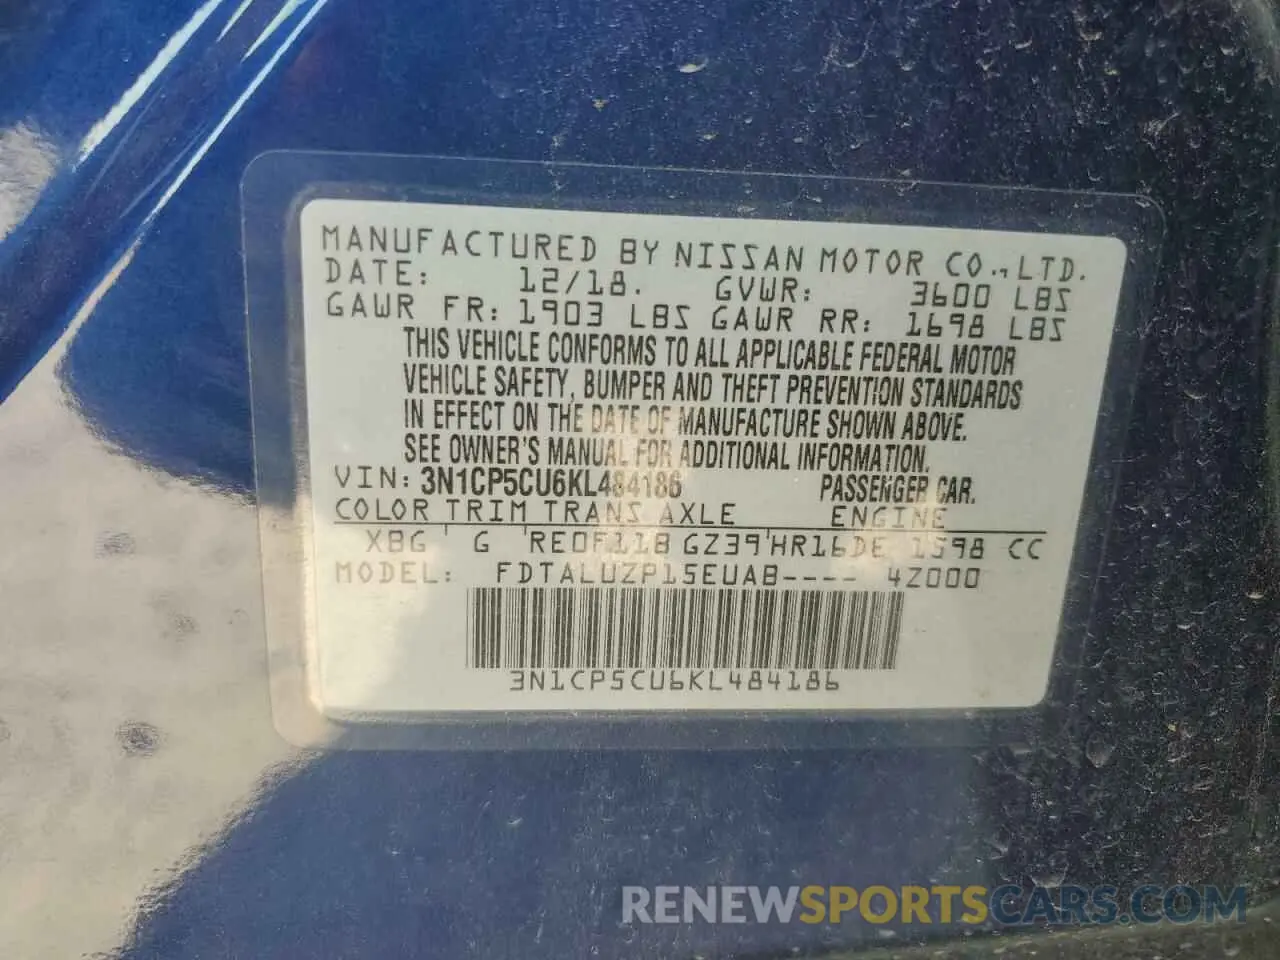 MANUFACTURED BY NISSAN MOTOR CO., LTD.
DATE: 12/18. GVWR: 3600 LBS
GAWR FR: 1903 LBS GAWR RR: 1698 LBS
THIS VEHICLE CONFORMS TO ALL APPLICABLE FEDERAL MOTOR
VEHICLE SAFETY, BUMPER AND THEFT PREVENTION STANDARDS
IN EFFECT ON THE DATE OF MANUFACTURE SHOWN ABOVE.
SEE OWNER'S MANUAL FOR ADDITIONAL INFORMATION.
VIN: 3N1CP5CU6KL484186 PASSENGER CAR.
COLOR TRIM TRANS AXLE ENGINE
XBG G RE0F11B GZ39 HR16DE 1598 CC
MODEL: FDTALUZP15EUAB---- 4Z000
3N1CP5CU6KL484186
RENEWSPORTSCARS.COM